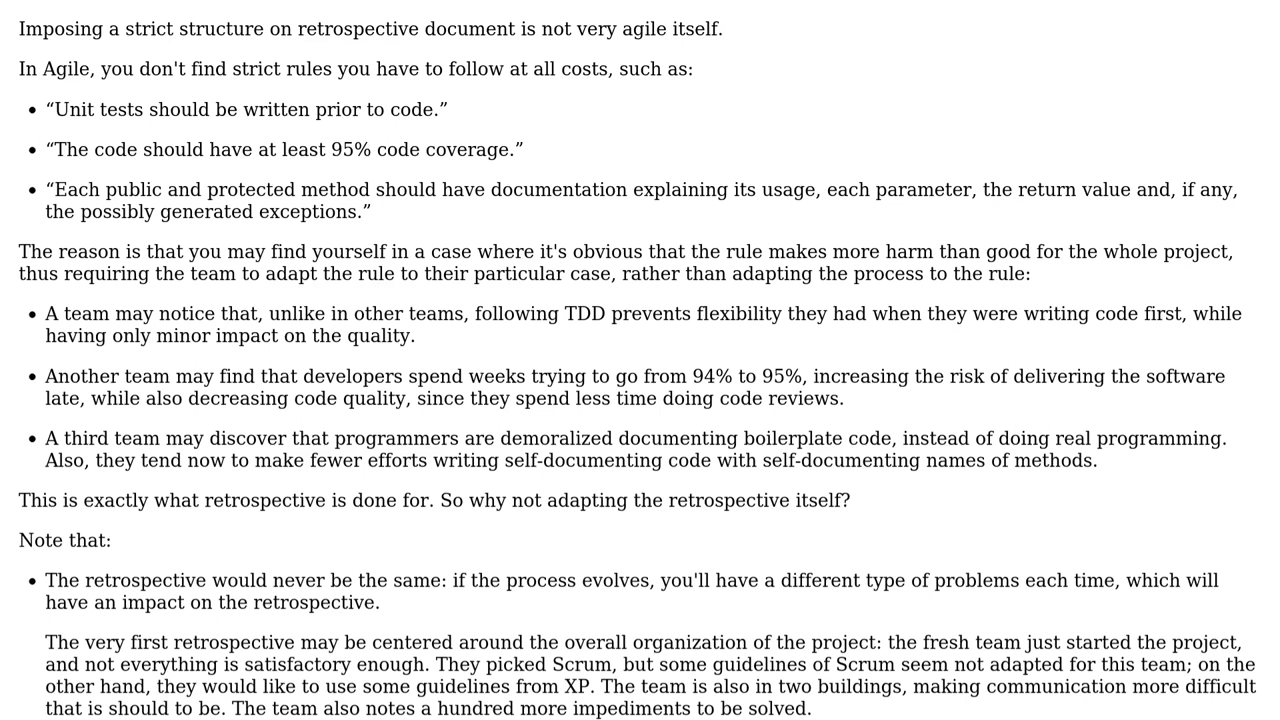 Imposing a strict structure on retrospective document is not very agile itself.
In Agile, you don't find strict rules you have to follow at all costs, such as:
• “Unit tests should be written prior to code.”
• “The code should have at least 95% code coverage.”
• “Each public and protected method should have documentation explaining its usage, each parameter, the return value and, if any,
the possibly generated exceptions.”
The reason is that you may find yourself in a case where it's obvious that the rule makes more harm than good for the whole project,
thus requiring the team to adapt the rule to their particular case, rather than adapting the process to the rule:
• A team may notice that, unlike in other teams, following TDD prevents flexibility they had when they were writing code first, while
having only minor impact on the quality.
• Another team may find that developers spend weeks trying to go from 94% to 95%, increasing the risk of delivering the software
late, while also decreasing code quality, since they spend less time doing code reviews.
• A third team may discover that programmers are demoralized documenting boilerplate code, instead of doing real programming.
Also, they tend now to make fewer efforts writing self-documenting code with self-documenting names of methods.
This is exactly what retrospective is done for. So why not adapting the retrospective itself?
Note that:
• The retrospective would never be the same: if the process evolves, you'll have a different type of problems each time, which will
have an impact on the retrospective.
The very first retrospective may be centered around the overall organization of the project: the fresh team just started the project,
and not everything is satisfactory enough. They picked Scrum, but some guidelines of Scrum seem not adapted for this team; on the
other hand, they would like to use some guidelines from XP. The team is also in two buildings, making communication more difficult
that is should to be. The team also notes a hundred more impediments to be solved.